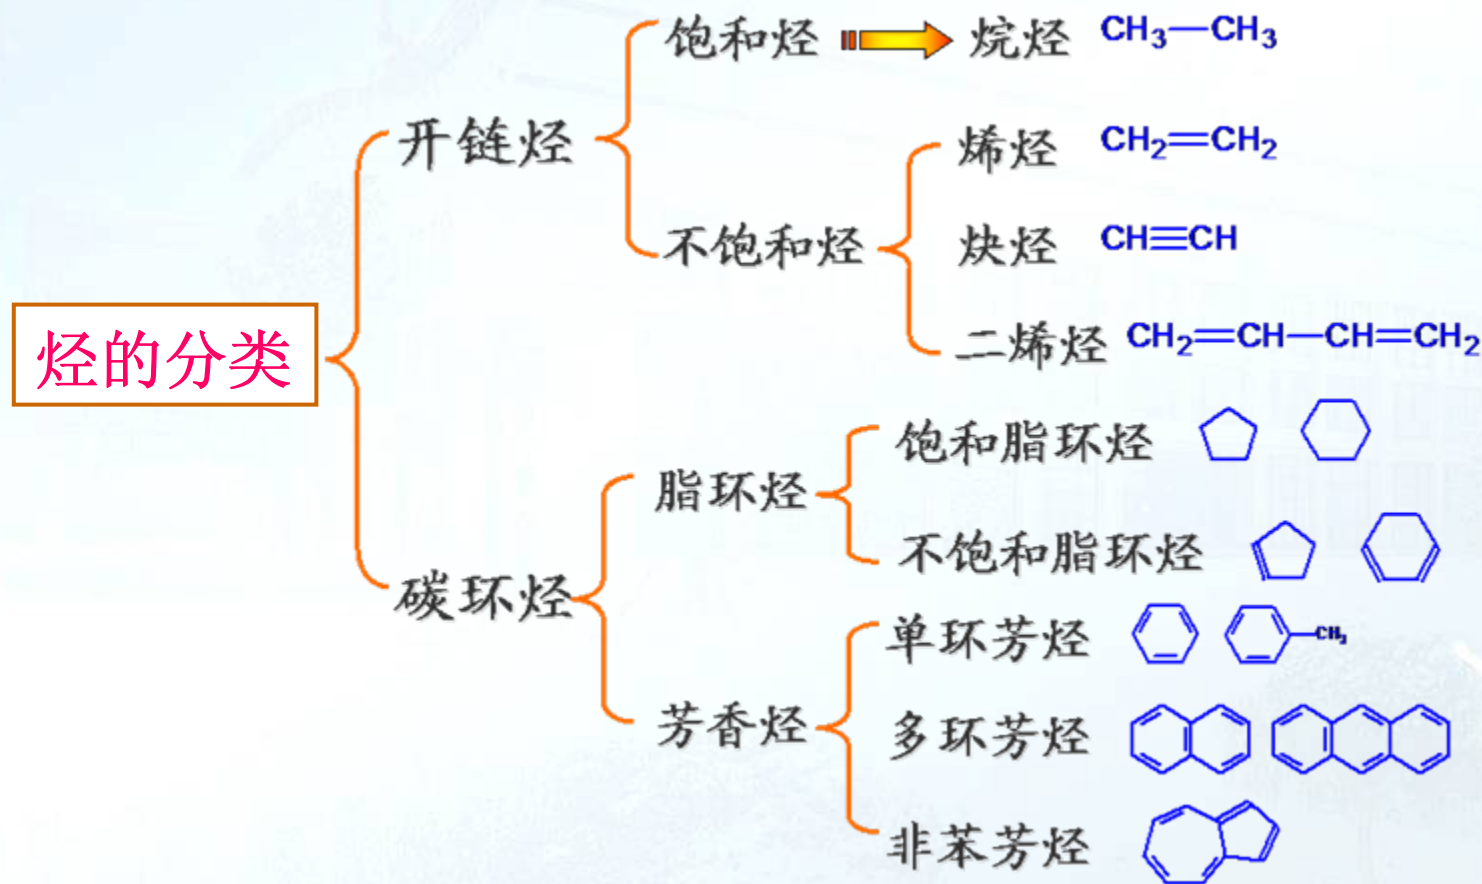 饱和烃 烷烃 CH₃—CH₃
开链烃
烯烃 CH₂=CH₂
不饱和烃 炔烃 CH≡CH
二烯烃 CH₂=CH—CH=CH₂
烃的分类
饱和脂环烃
脂环烃
不饱和脂环烃
碳环烃
单环芳烃 CH₃
芳香烃 多环芳烃
非苯芳烃